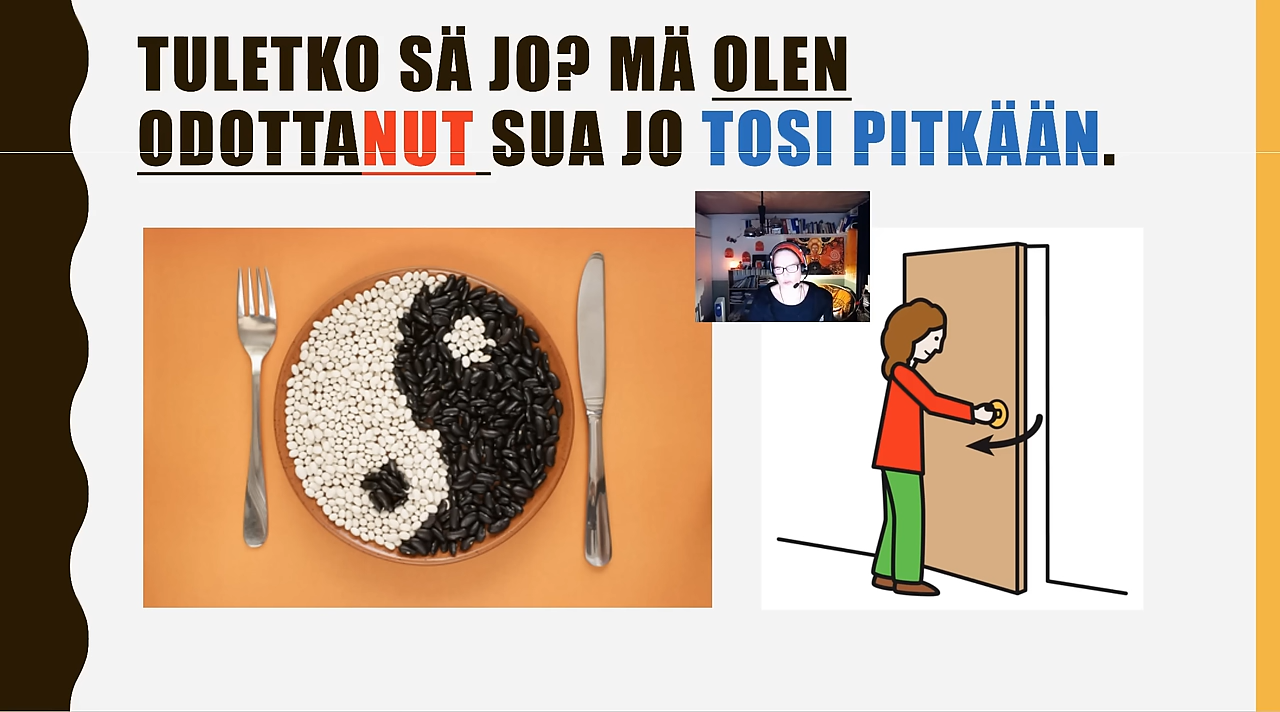 TULETKO SÄ JO? MÄ OLEN
ODOTTANUT SUA JO TOSI PITKÄÄN.